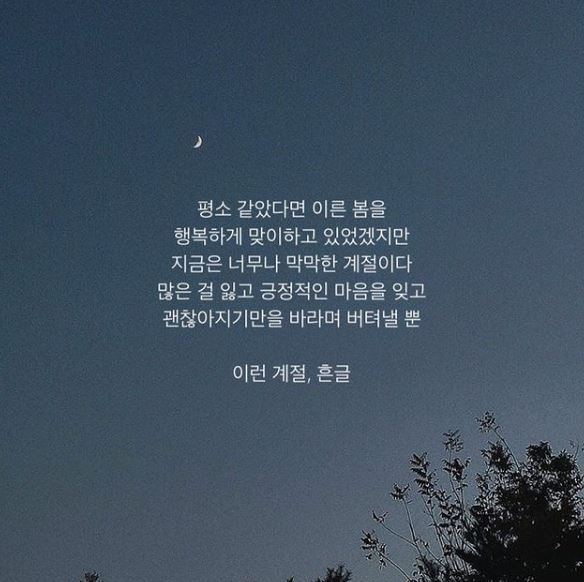 평소 같았다면 이른 봄을
행복하게 맞이하고 있었겠지만
지금은 너무나 막막한 계절이다
많은 걸 잃고 긍정적인 마음을 잊고
괜찮아지기만을 바라며 버텨낼 뿐
이런 계절, 흔글